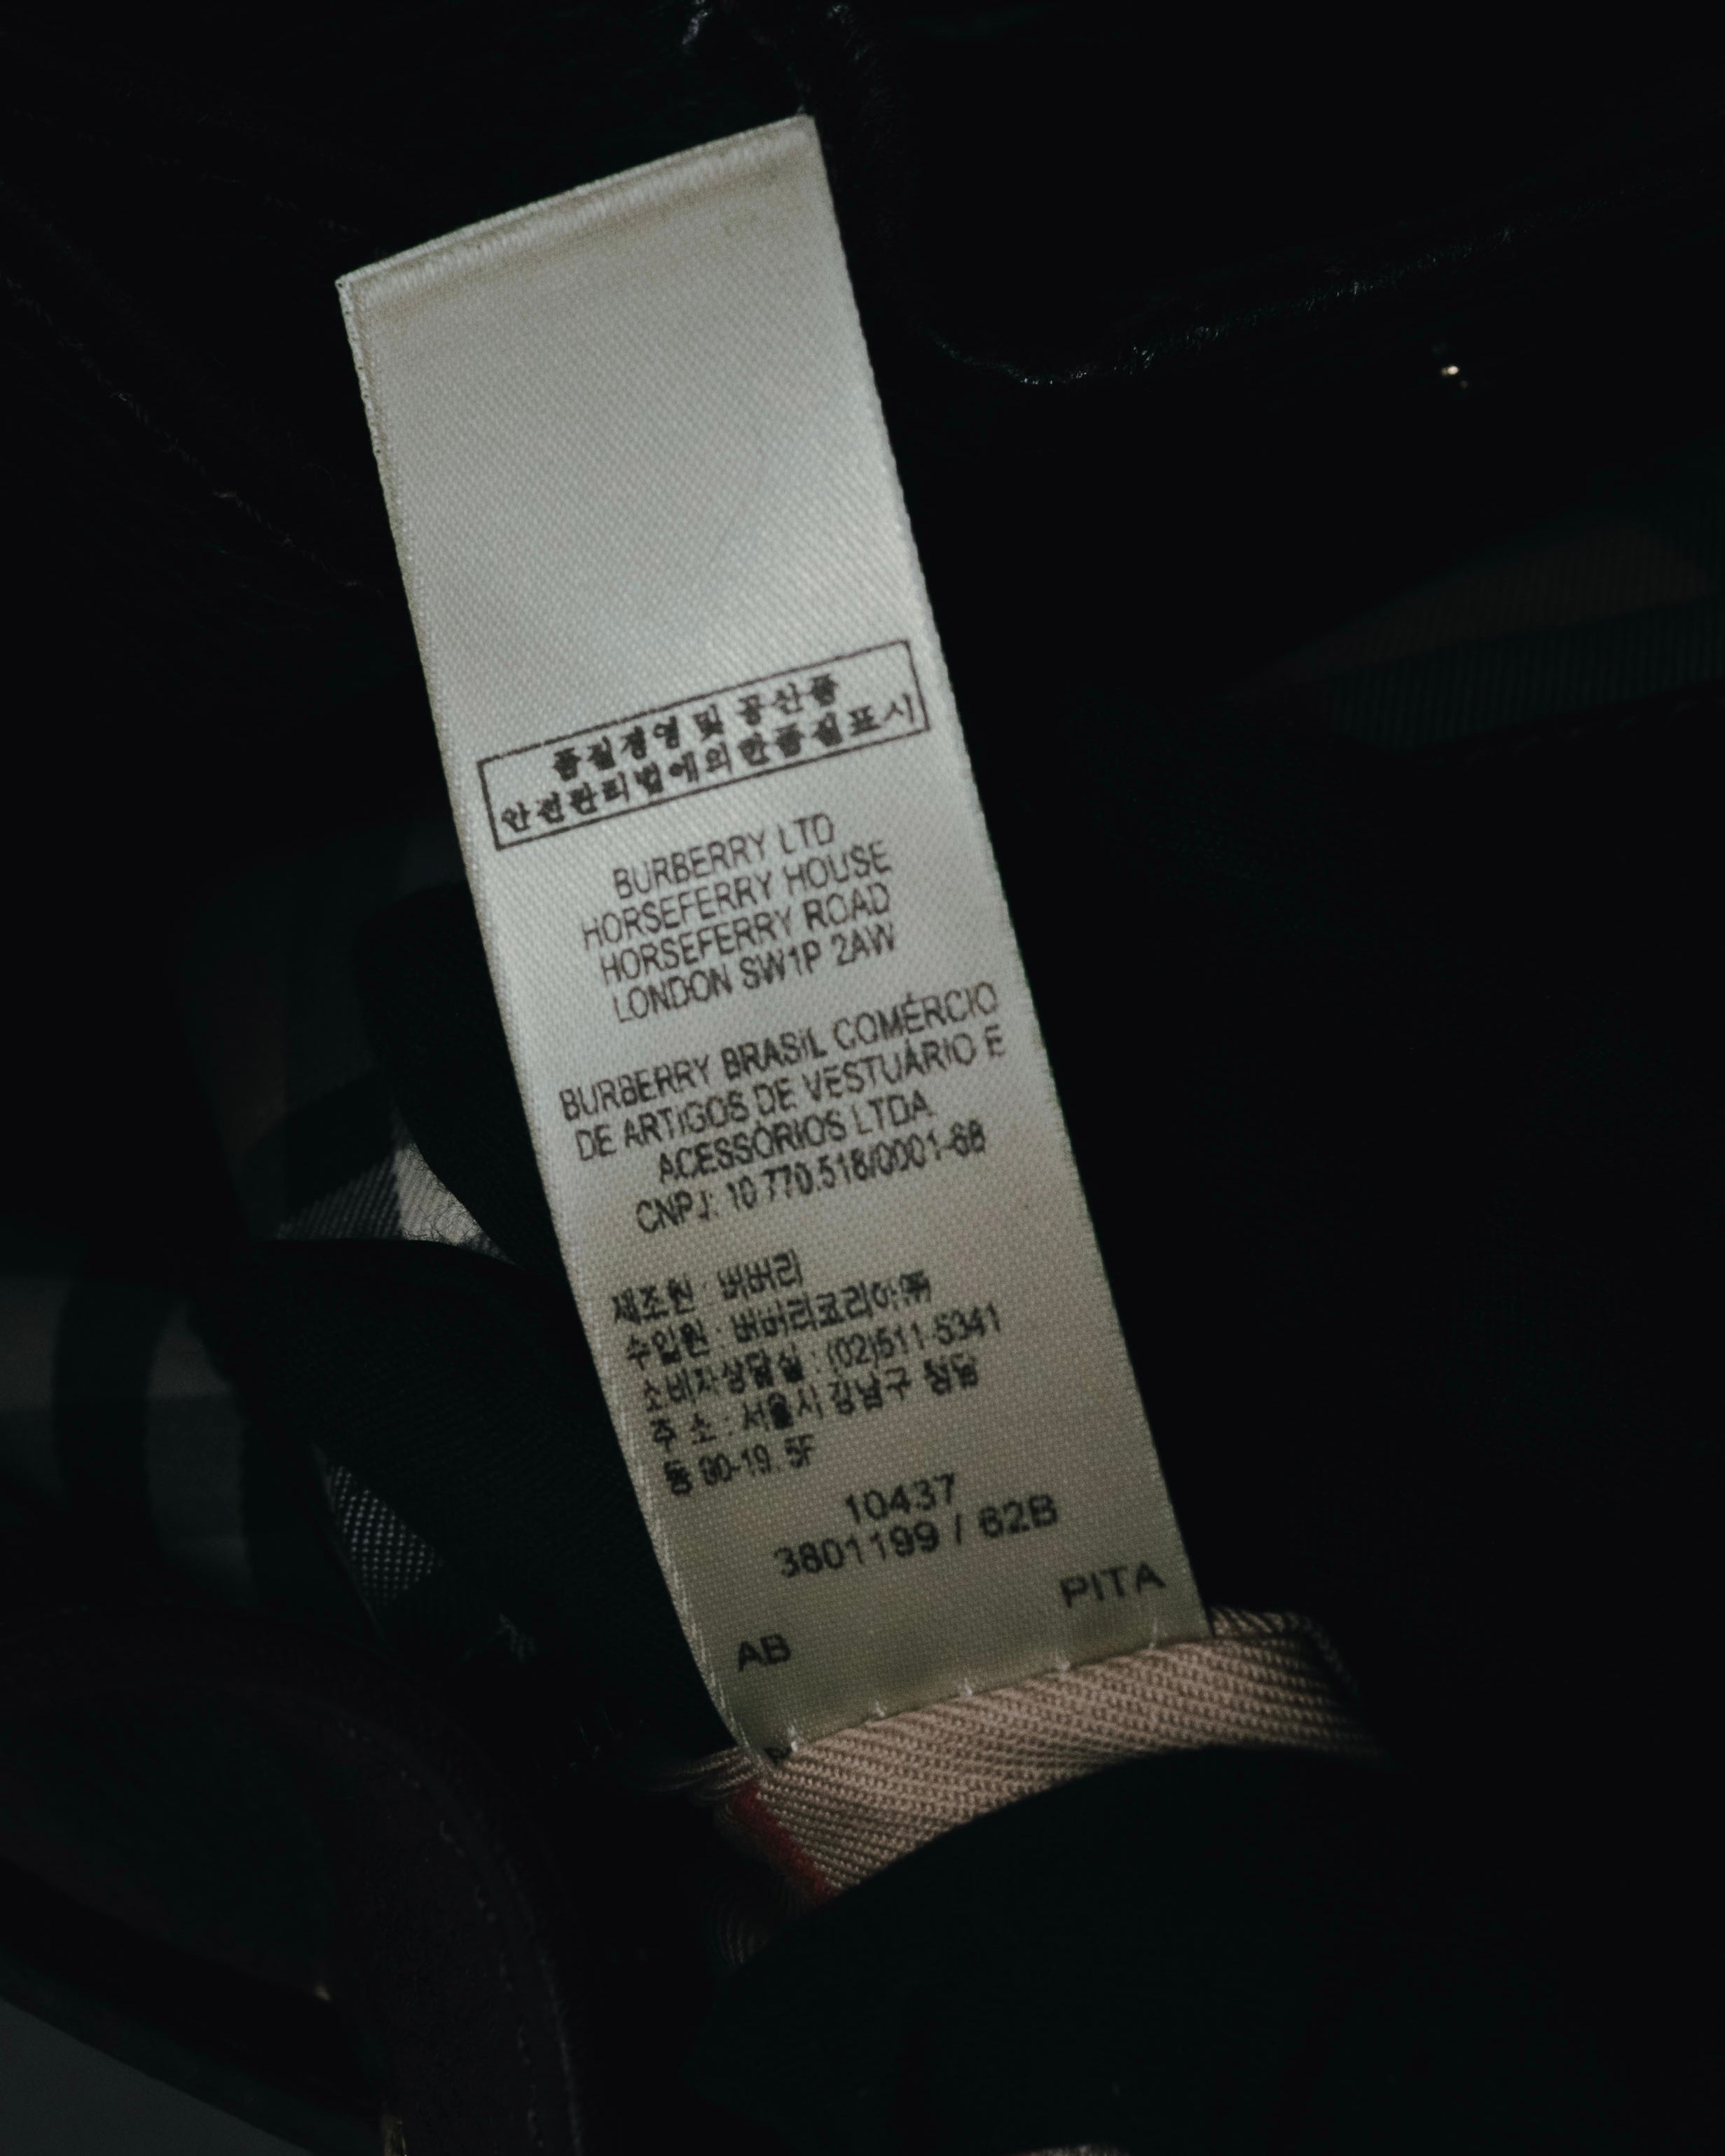 품질경영 및 공산품
안전관리법에의한품질표시
BURBERRY LTD
HORSEFERRY HOUSE
HORSEFERRY ROAD
LONDON SW1P 2AW
BURBERRY BRASIL COMÉRCIO
DE ARTIGOS DE VESTUÁRIO E
ACESSÓRIOS LTDA
CNPJ: 10.770.518/0001-68
제조원 : 버버리
수입원 : 버버리코리아㈜
소비자상담실 : (02)511-5341
주 소 : 서울시 강남구 청담
동 80-19. 5F
10437
3801199 / 62B
PITA
AB